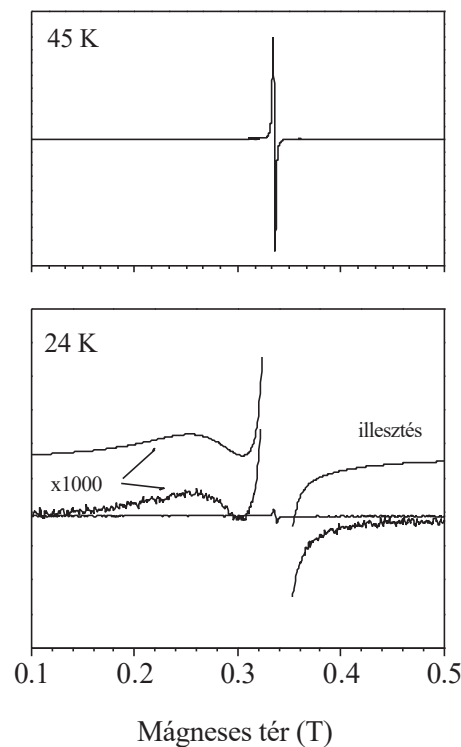 45 K
24 K
illesztés
x1000
0.1 0.2 0.3 0.4 0.5
Mágneses tér (T)